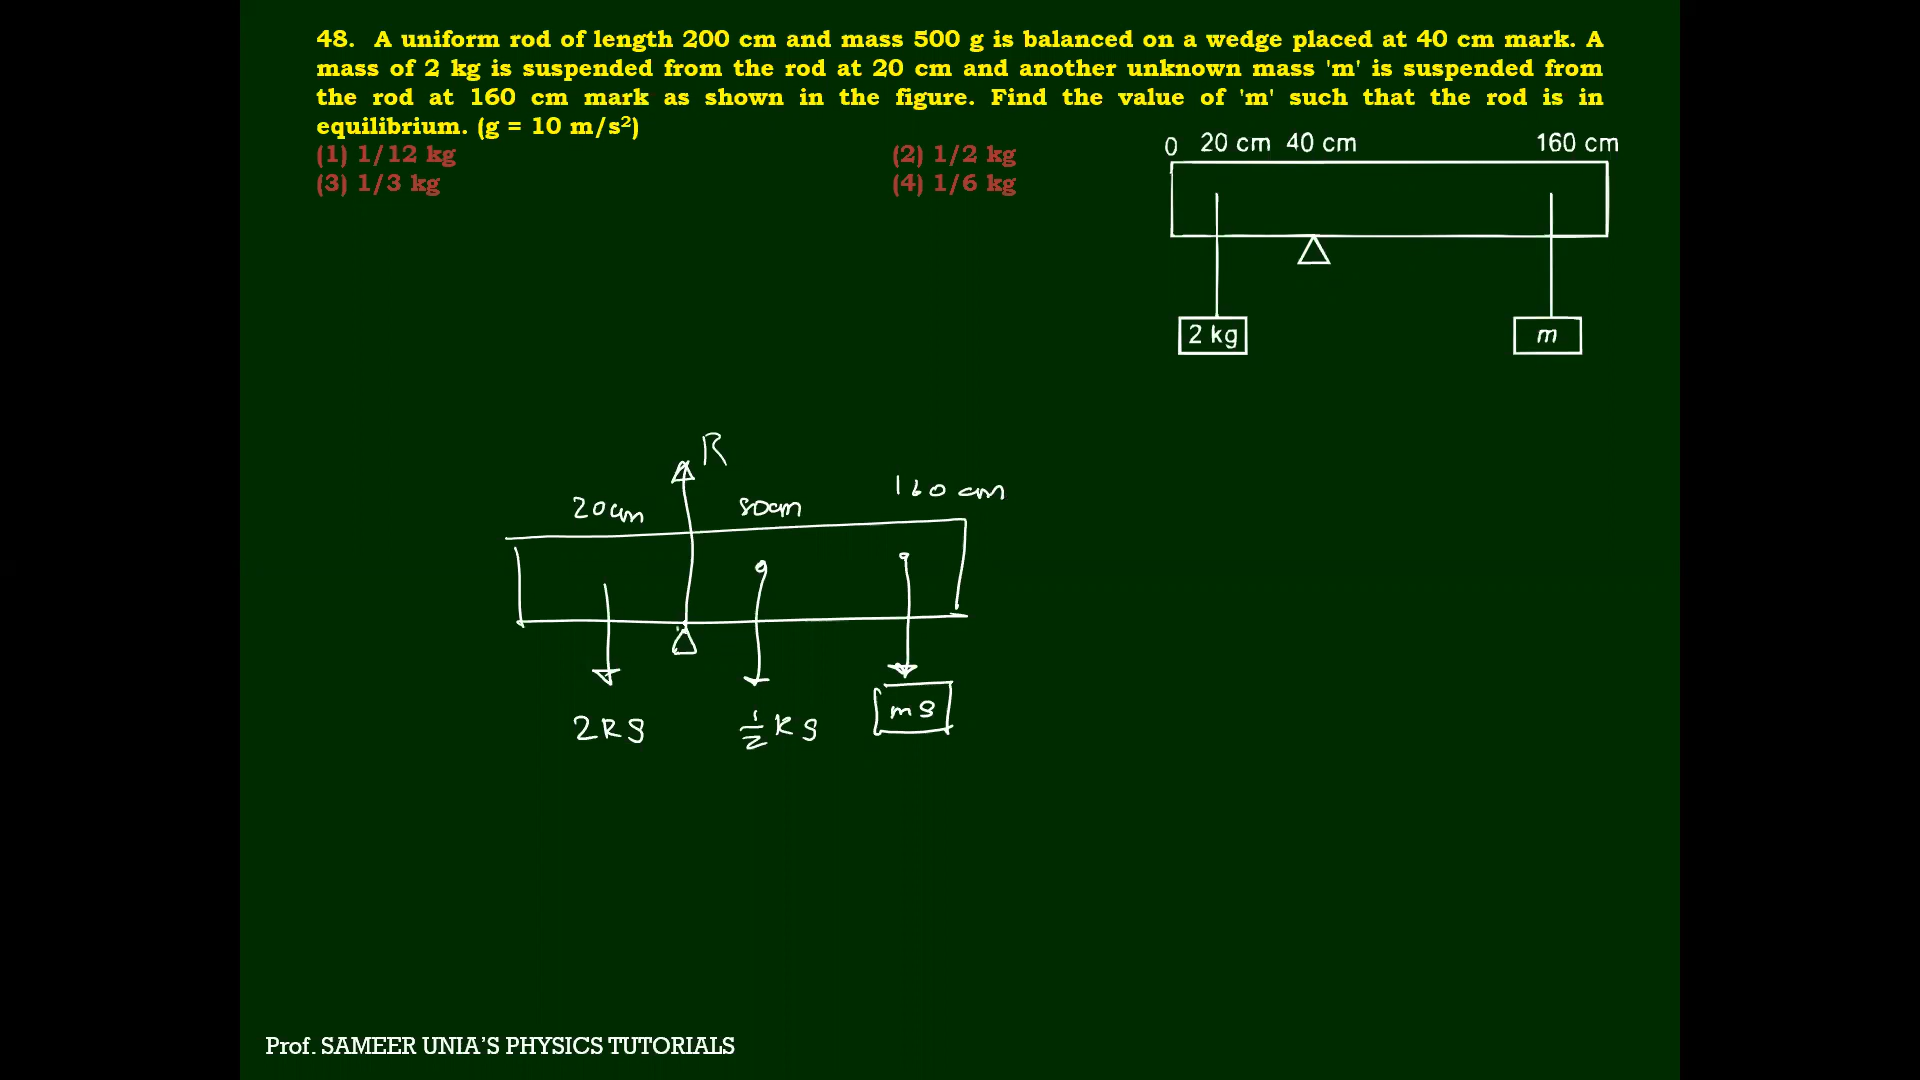 48. A uniform rod of length 200 cm and mass 500 g is balanced on a wedge placed at 40 cm mark. A
mass of 2 kg is suspended from the rod at 20 cm and another unknown mass 'm' is suspended from
the rod at 160 cm mark as shown in the figure. Find the value of 'm' such that the rod is in
equilibrium. (g = 10 m/s²)
(1) 1/12 kg (2) 1/2 kg
(3) 1/3 kg (4) 1/6 kg
0 20 cm 40 cm 160 cm
2 kg m
R
20cm 80cm 160 cm
2kg 1/2 kg mg
Prof. SAMEER UNIA'S PHYSICS TUTORIALS